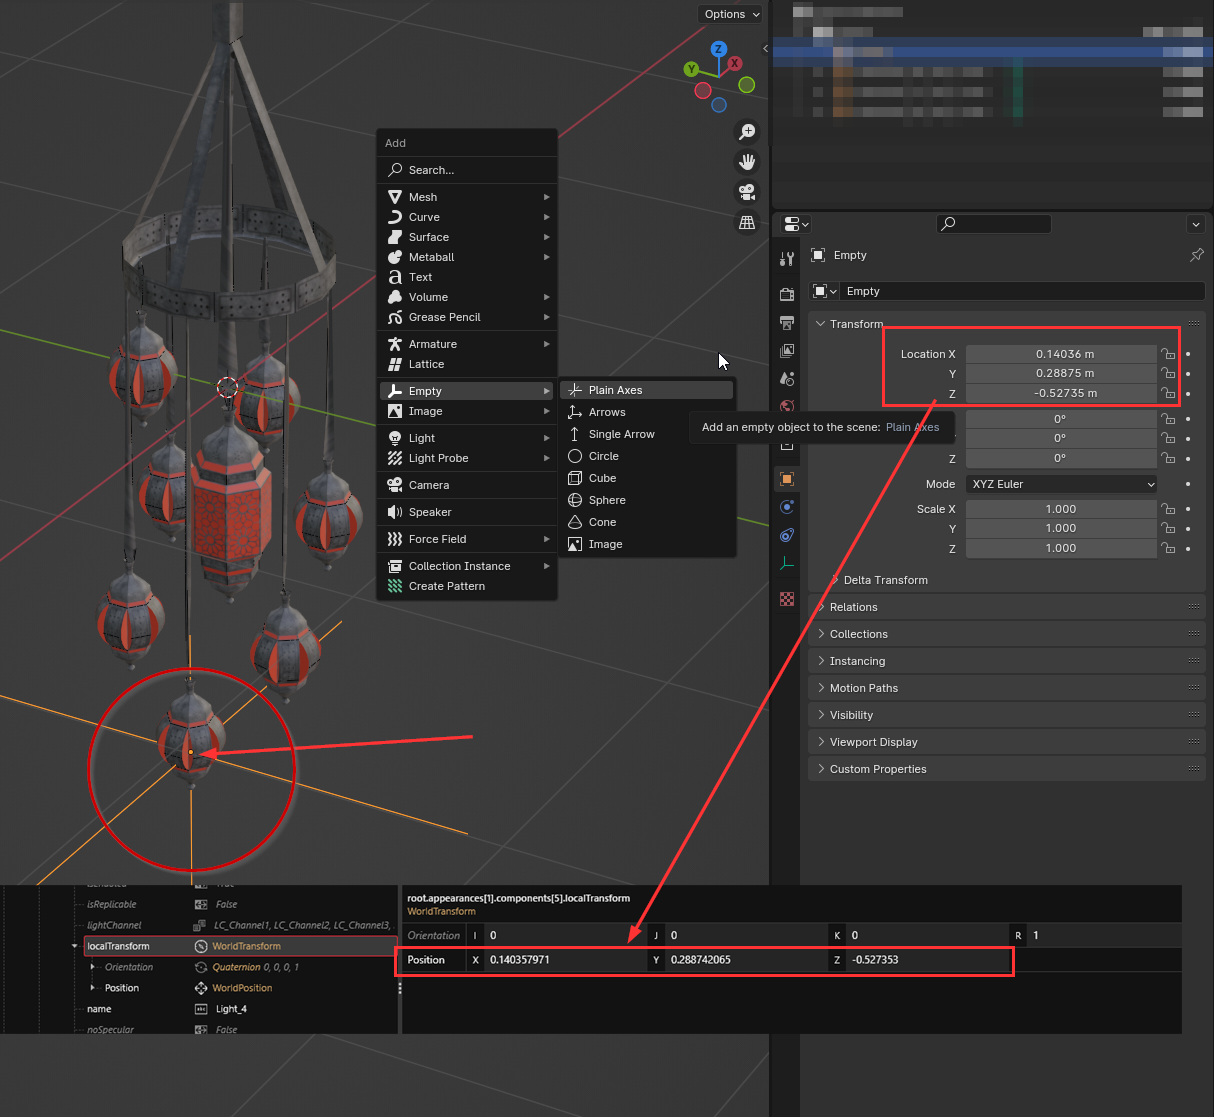 Options
Z
Y
X
Add
Search...
Mesh
Curve
Surface
Metaball
Text
Volume
Grease Pencil
Armature
Lattice
Empty
Image
Light
Light Probe
Camera
Speaker
Force Field
Collection Instance
Create Pattern
Plain Axes
Arrows
Single Arrow
Circle
Cube
Sphere
Cone
Image
Add an empty object to the scene: Plain Axes
Empty
Empty
Transform
Location X 0.14036 m
Y 0.28875 m
Z -0.52735 m
0°
0°
Z 0°
Mode XYZ Euler
Scale X 1.000
Y 1.000
Z 1.000
Delta Transform
Relations
Collections
Instancing
Motion Paths
Visibility
Viewport Display
Custom Properties
isReplicable False
lightChannel LC_Channel1, LC_Channel2, LC_Channel3,
localTransform WorldTransform
Orientation Quaternion 0, 0, 0, 1
Position WorldPosition
name Light_4
noSpecular False
root.appearances[1].components[5].localTransform
WorldTransform
Orientation I 0 J 0 K 0 R 1
Position X 0.140357971 Y 0.288742065 Z -0.527353